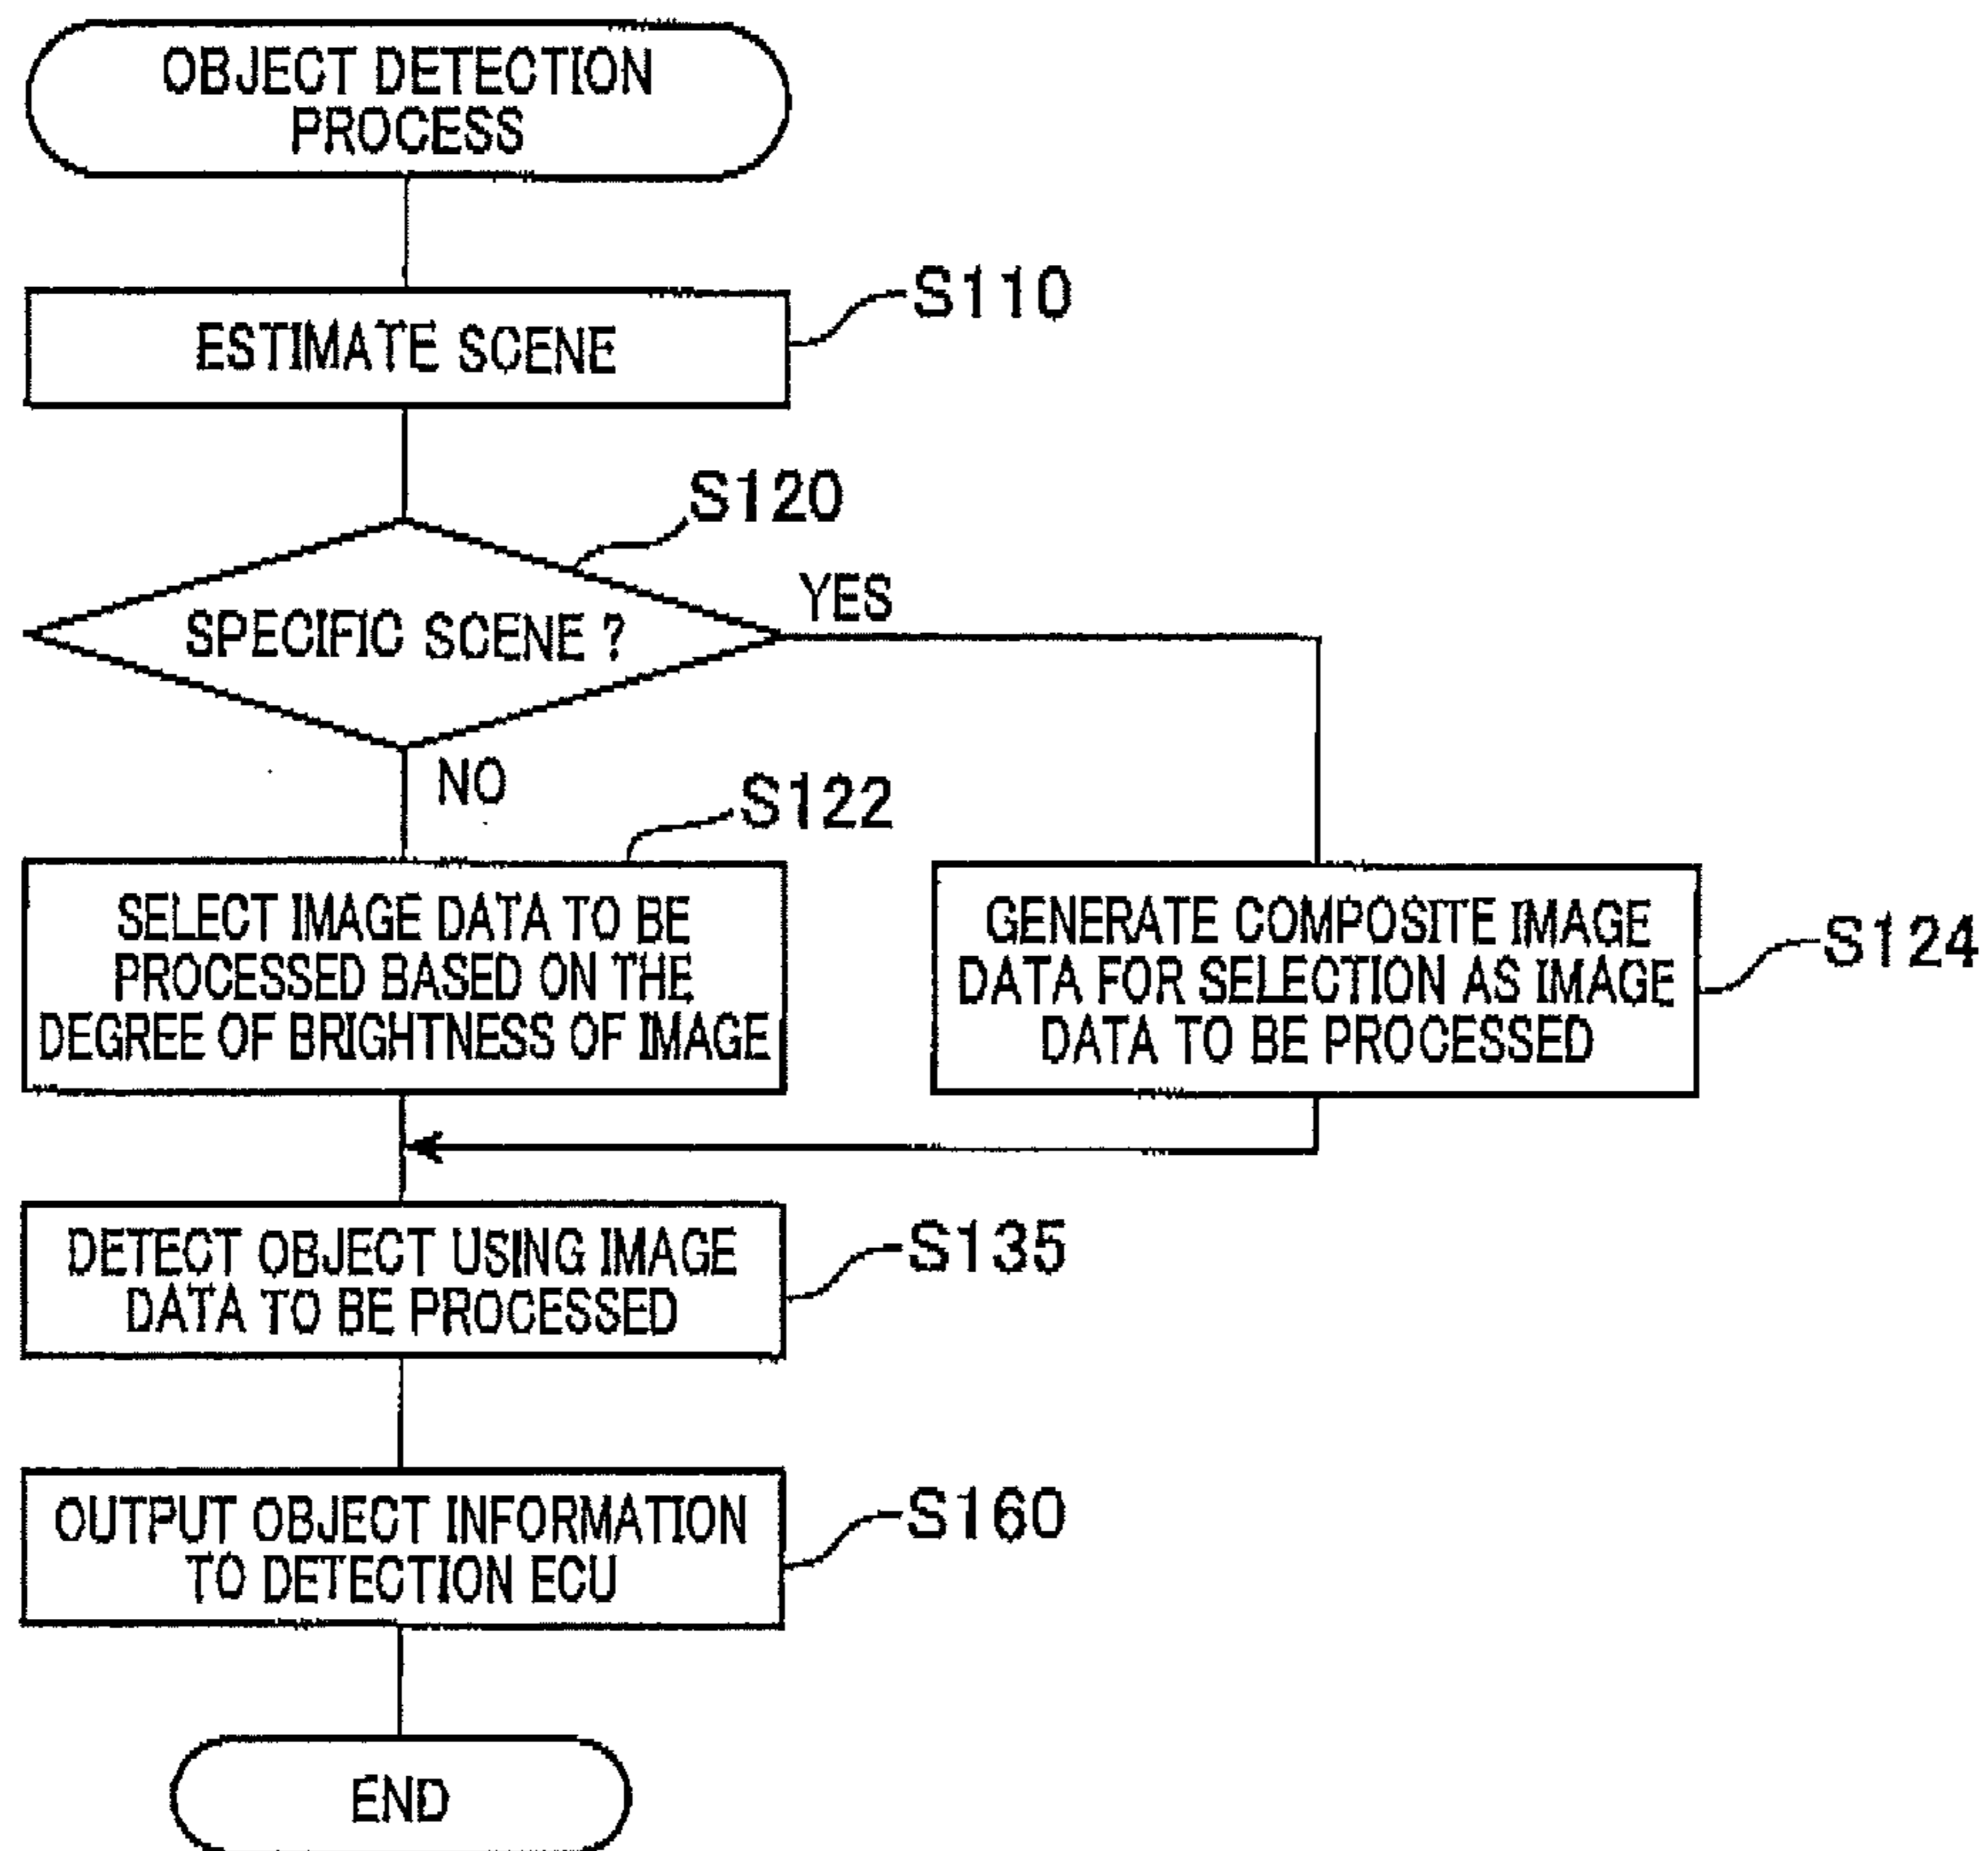 OBJECT DETECTION
PROCESS
S110
ESTIMATE SCENE
S120
YES
SPECIFIC SCENE ?
NO
S122
SELECT IMAGE DATA TO BE
PROCESSED BASED ON THE
DEGREE OF BRIGHTNESS OF IMAGE
GENERATE COMPOSITE IMAGE
DATA FOR SELECTION AS IMAGE
DATA TO BE PROCESSED
S124
DETECT OBJECT USING IMAGE
DATA TO BE PROCESSED
S135
OUTPUT OBJECT INFORMATION
TO DETECTION ECU
S160
END